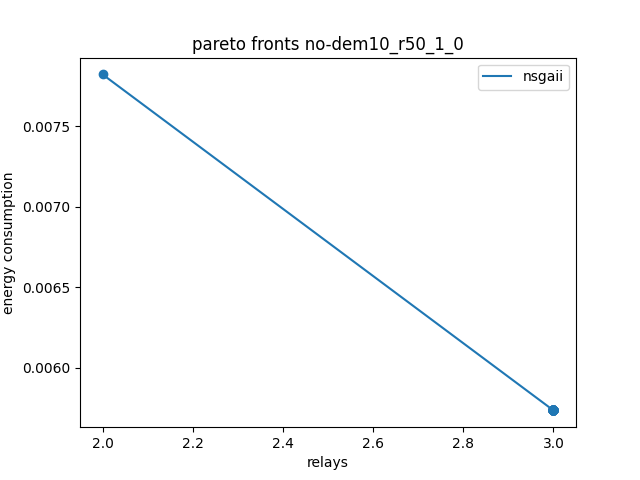 pareto fronts no-dem10_r50_1_0
nsgaii
0.0075
0.0070
0.0065
0.0060
energy consumption
2.0 2.2 2.4 2.6 2.8 3.0
relays